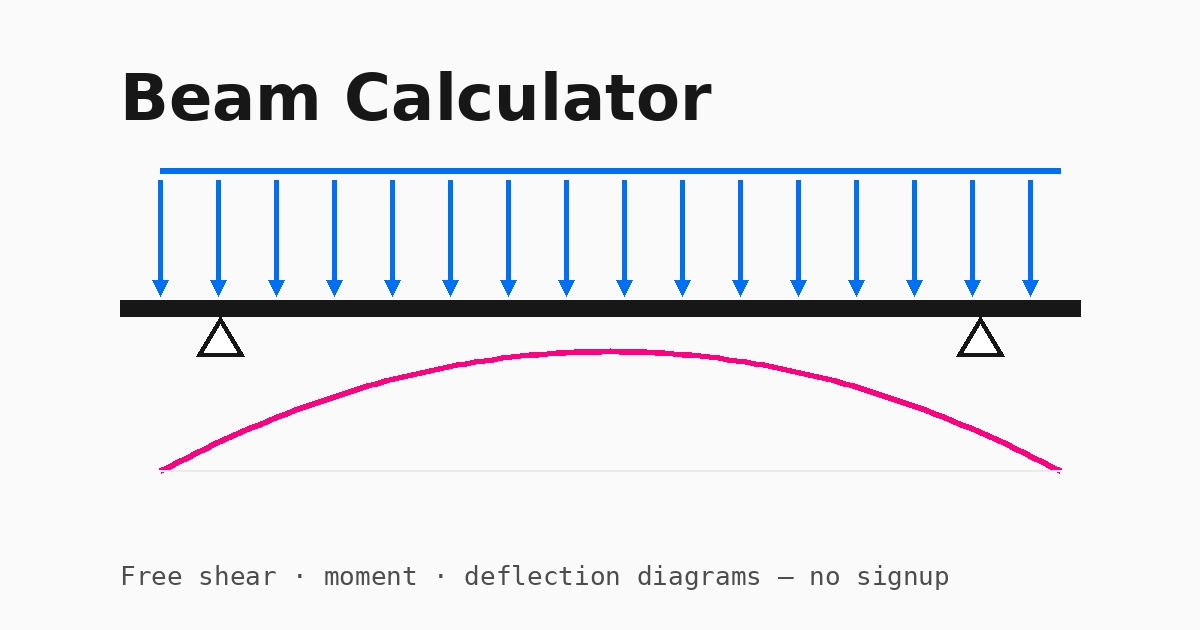 Beam Calculator
Free shear · moment · deflection diagrams — no signup